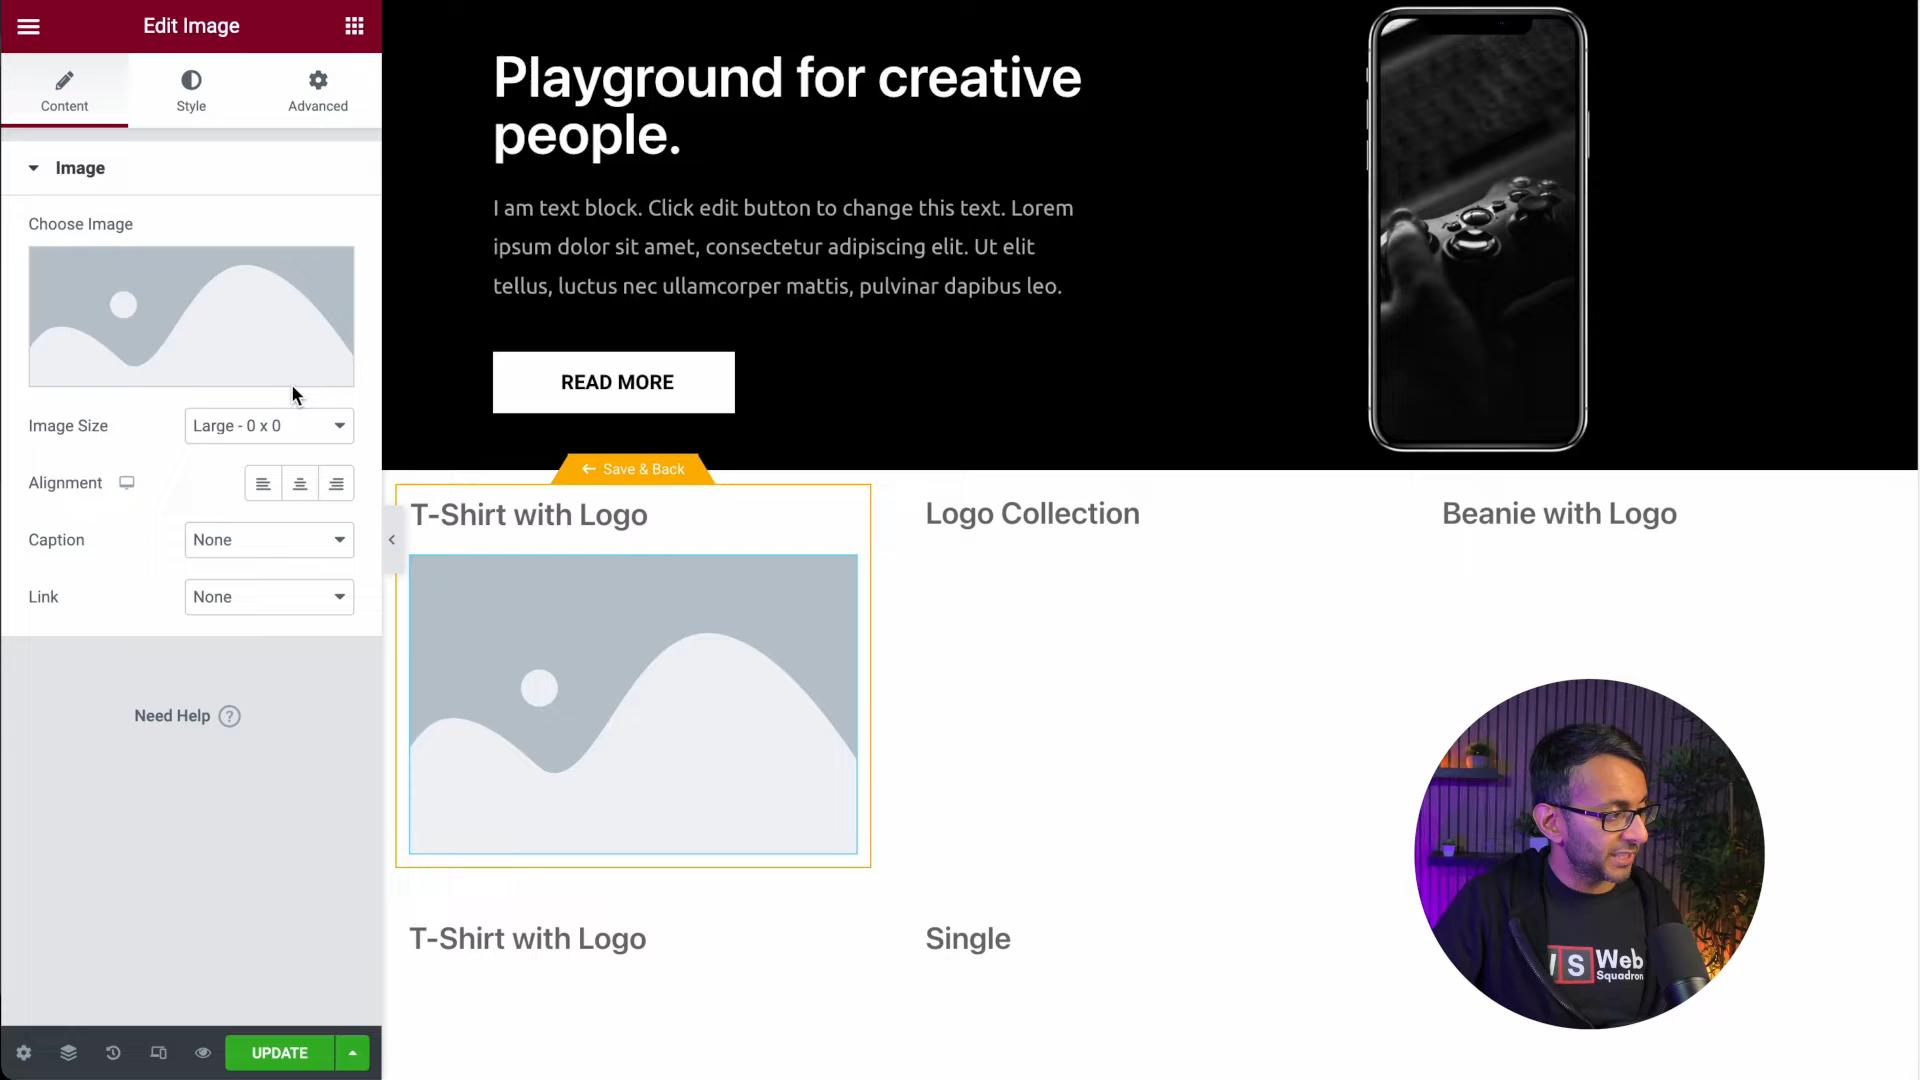 Edit Image
Content
Style
Advanced
Image
Choose Image
Image Size
Large - 0 x 0
Alignment
Caption
None
Link
None
Need Help ?
UPDATE
Playground for creative
people.
I am text block. Click edit button to change this text. Lorem
ipsum dolor sit amet, consectetur adipiscing elit. Ut elit
tellus, luctus nec ullamcorper mattis, pulvinar dapibus leo.
READ MORE
Save & Back
T-Shirt with Logo
Logo Collection
Beanie with Logo
T-Shirt with Logo
Single
S Web
Squadron